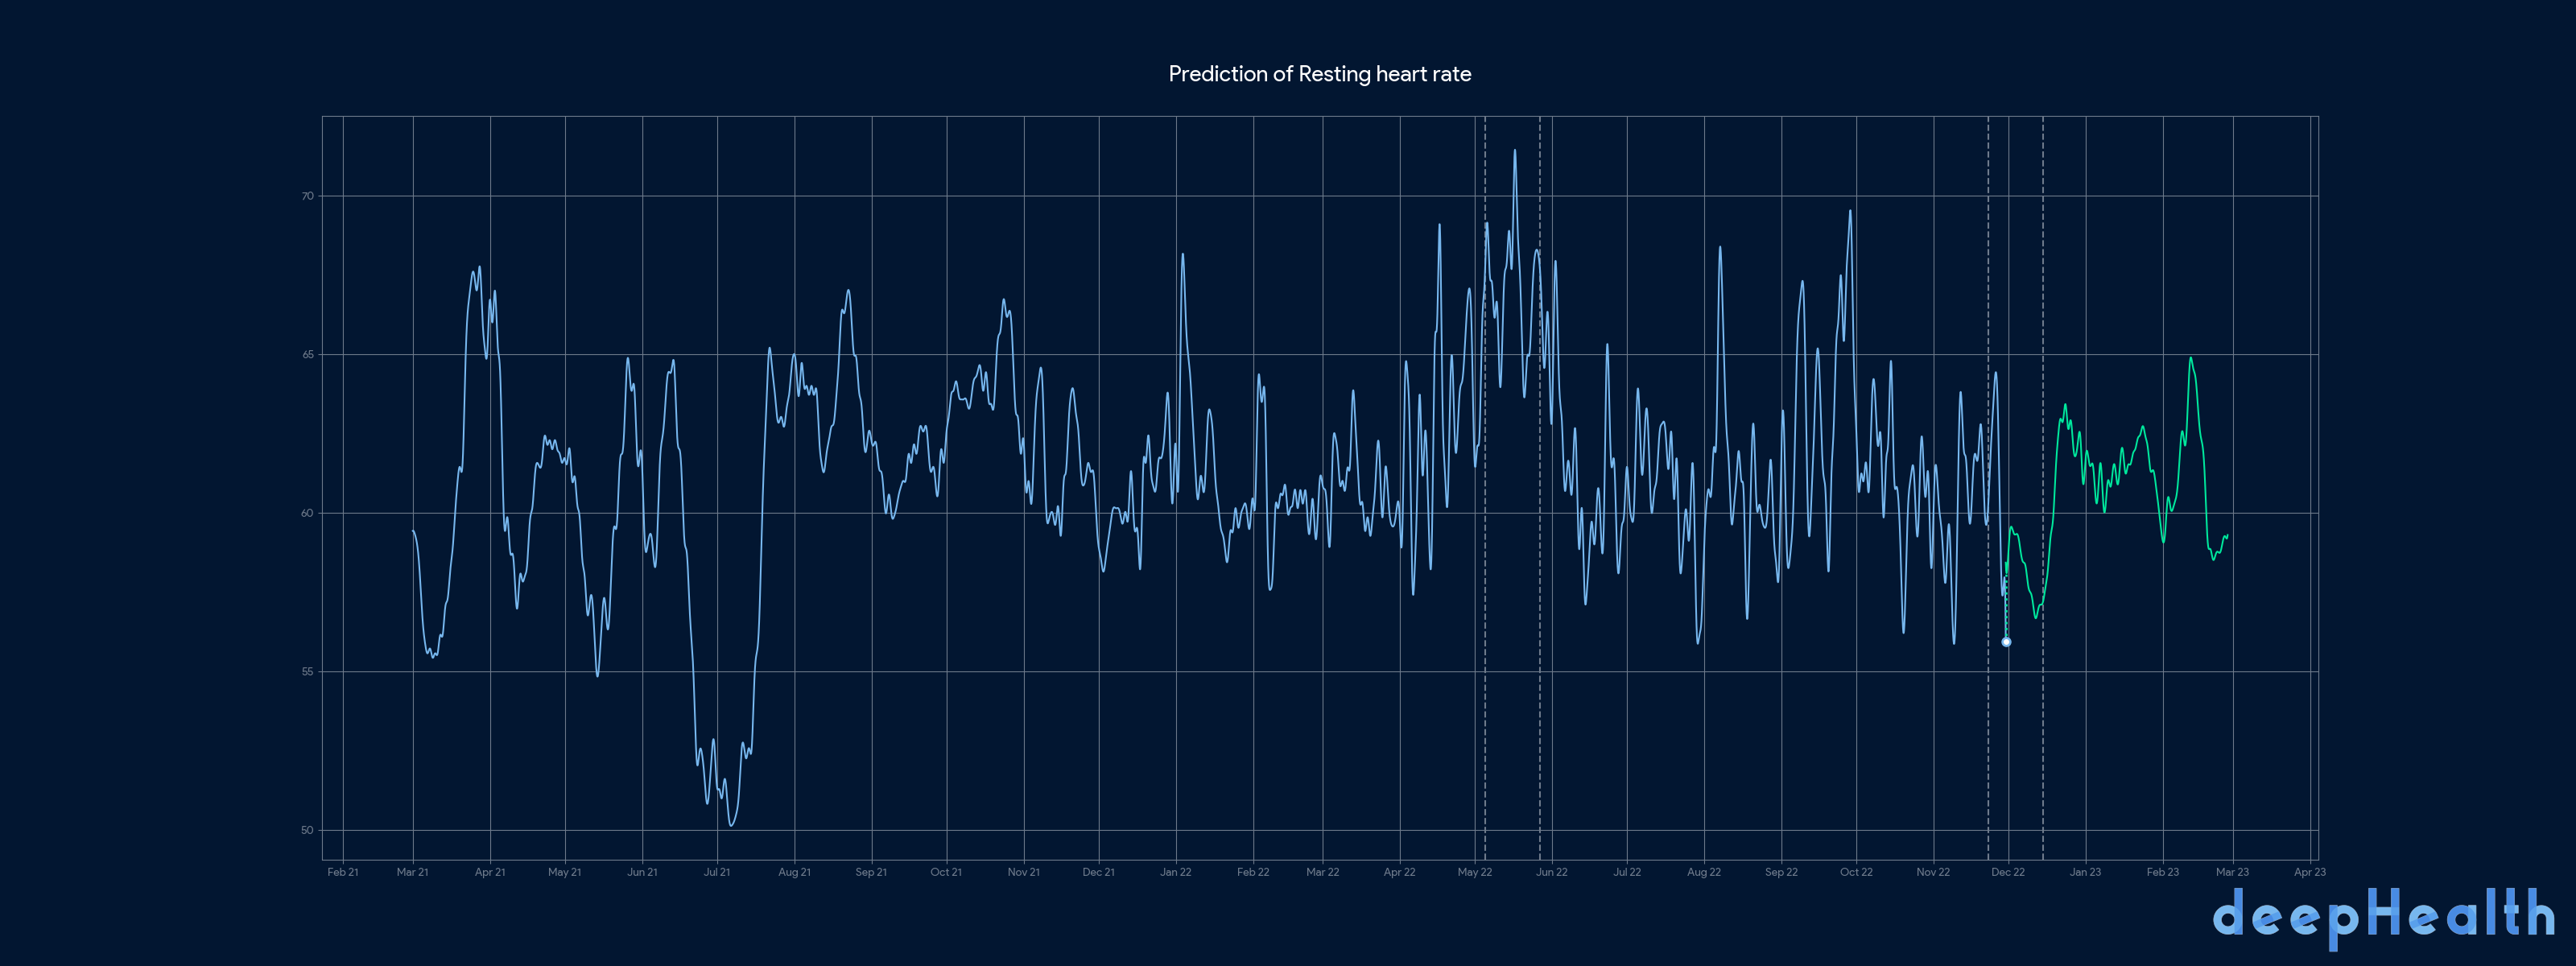 Prediction of Resting heart rate
70
65
60
55
50
Feb 21 Mar 21 Apr 21 May 21 Jun 21 Jul 21 Aug 21 Sep 21 Oct 21 Nov 21 Dec 21 Jan 22 Feb 22 Mar 22 Apr 22 May 22 Jun 22 Jul 22 Aug 22 Sep 22 Oct 22 Nov 22 Dec 22 Jan 23 Feb 23 Mar 23 Apr 23
deepHealth